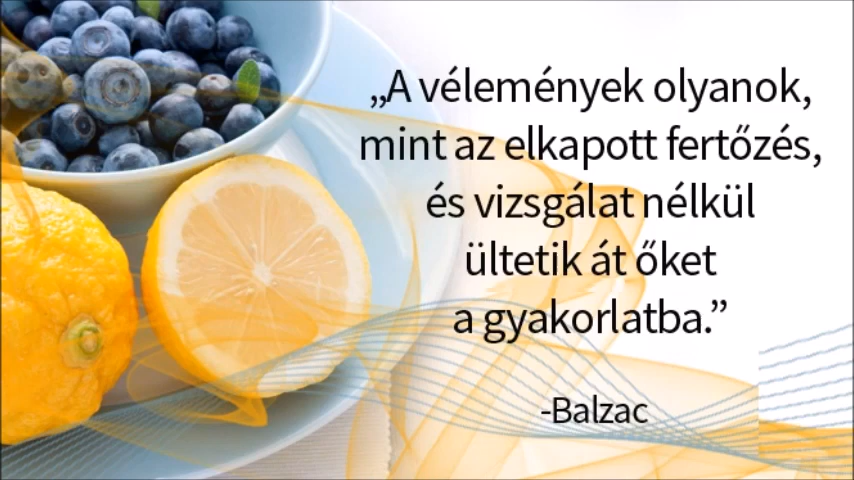 „A vélemények olyanok,
mint az elkapott fertőzés,
és vizsgálat nélkül
ültetik át őket
a gyakorlatba.”
-Balzac